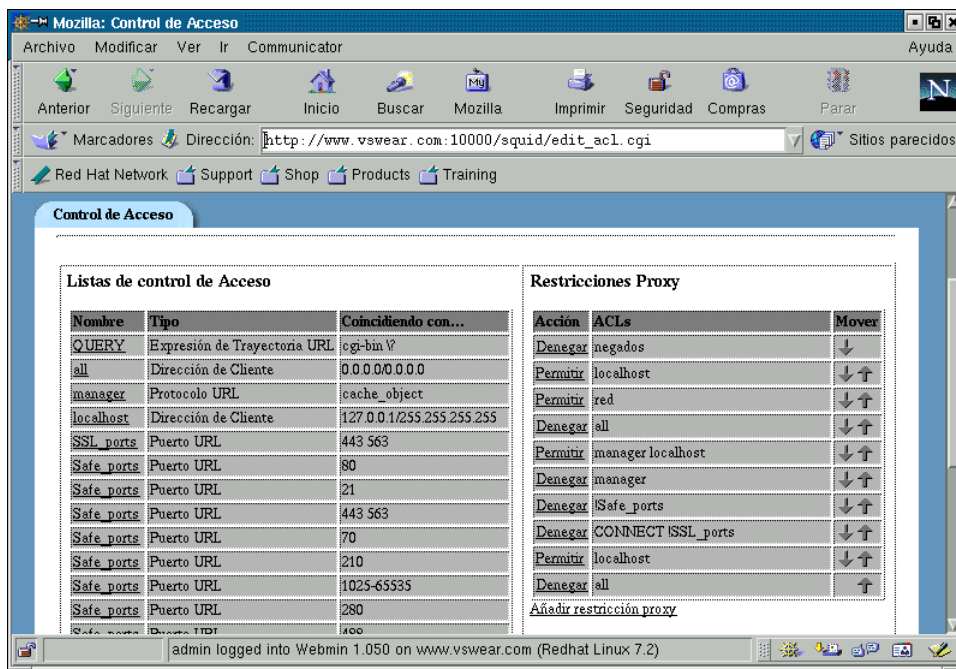 Mozilla: Control de Acceso
Archivo Modificar Ver Ir Communicator Ayuda
Anterior Siguiente Recargar Inicio Buscar Mozilla Imprimir Seguridad Compras Parar
My
N
Marcadores Dirección: http://www.vswear.com:10000/squid/edit_acl.cgi Sitios parecidos
Red Hat Network Support Shop Products Training
Control de Acceso
Listas de control de Acceso
Nombre Tipo Coincidiendo con...
QUERY Expresión de Trayectoria URL cgi-bin \?
all Dirección de Cliente 0.0.0.0/0.0.0.0
manager Protocolo URL cache_object
localhost Dirección de Cliente 127.0.0.1/255.255.255.255
SSL_ports Puerto URL 443 563
Safe_ports Puerto URL 80
Safe_ports Puerto URL 21
Safe_ports Puerto URL 443 563
Safe_ports Puerto URL 70
Safe_ports Puerto URL 210
Safe_ports Puerto URL 1025-65535
Safe_ports Puerto URL 280
Safe_ports Puerto URL 488
Restricciones Proxy
Acción ACLs Mover
Denegar negados
Permitir localhost
Permitir red
Denegar all
Permitir manager localhost
Denegar manager
Denegar !Safe_ports
Denegar CONNECT !SSL_ports
Permitir localhost
Denegar all
Añadir restricción proxy
admin logged into Webmin 1.050 on www.vswear.com (Redhat Linux 7.2)